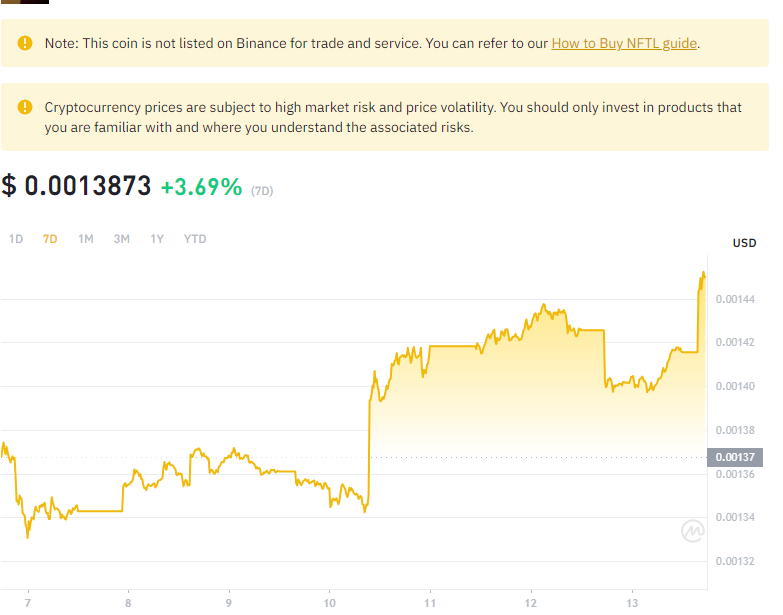 Note: This coin is not listed on Binance for trade and service. You can refer to our How to Buy NFTL guide.
Cryptocurrency prices are subject to high market risk and price volatility. You should only invest in products that
you are familiar with and where you understand the associated risks.
$ 0.0013873 +3.69% (7D)
1D 7D 1M 3M 1Y YTD
USD
0.00144
0.00142
0.00140
0.00138
0.00137
0.00136
0.00134
0.00132
7 8 9 10 11 12 13